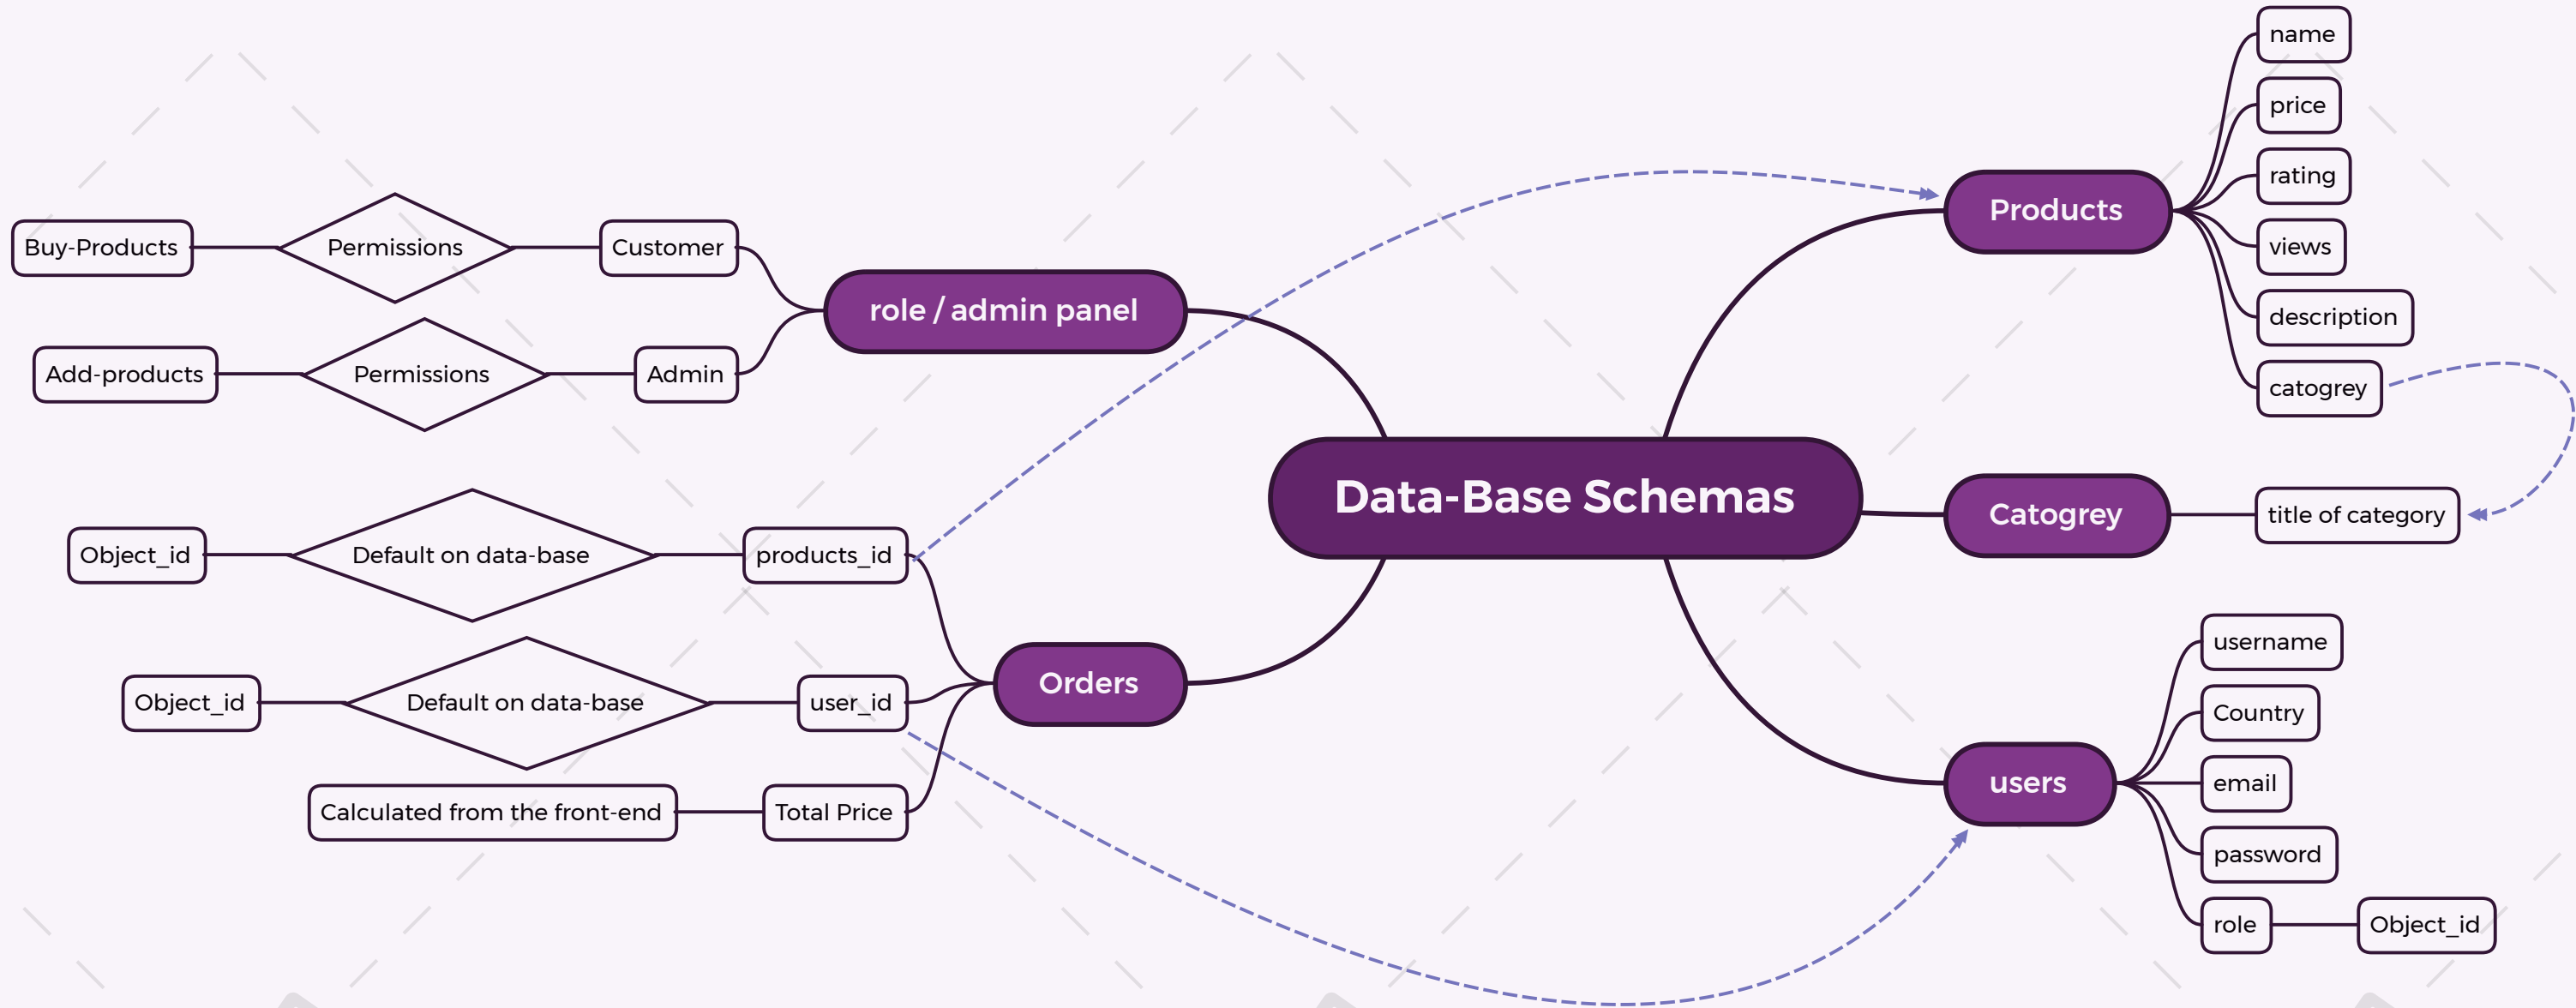 Data-Base Schemas
Products
name
price
rating
views
description
catogrey
Catogrey
title of category
users
username
Country
email
password
role
Object_id
role / admin panel
Customer
Permissions
Buy-Products
Admin
Permissions
Add-products
Orders
products_id
Default on data-base
Object_id
user_id
Default on data-base
Object_id
Total Price
Calculated from the front-end